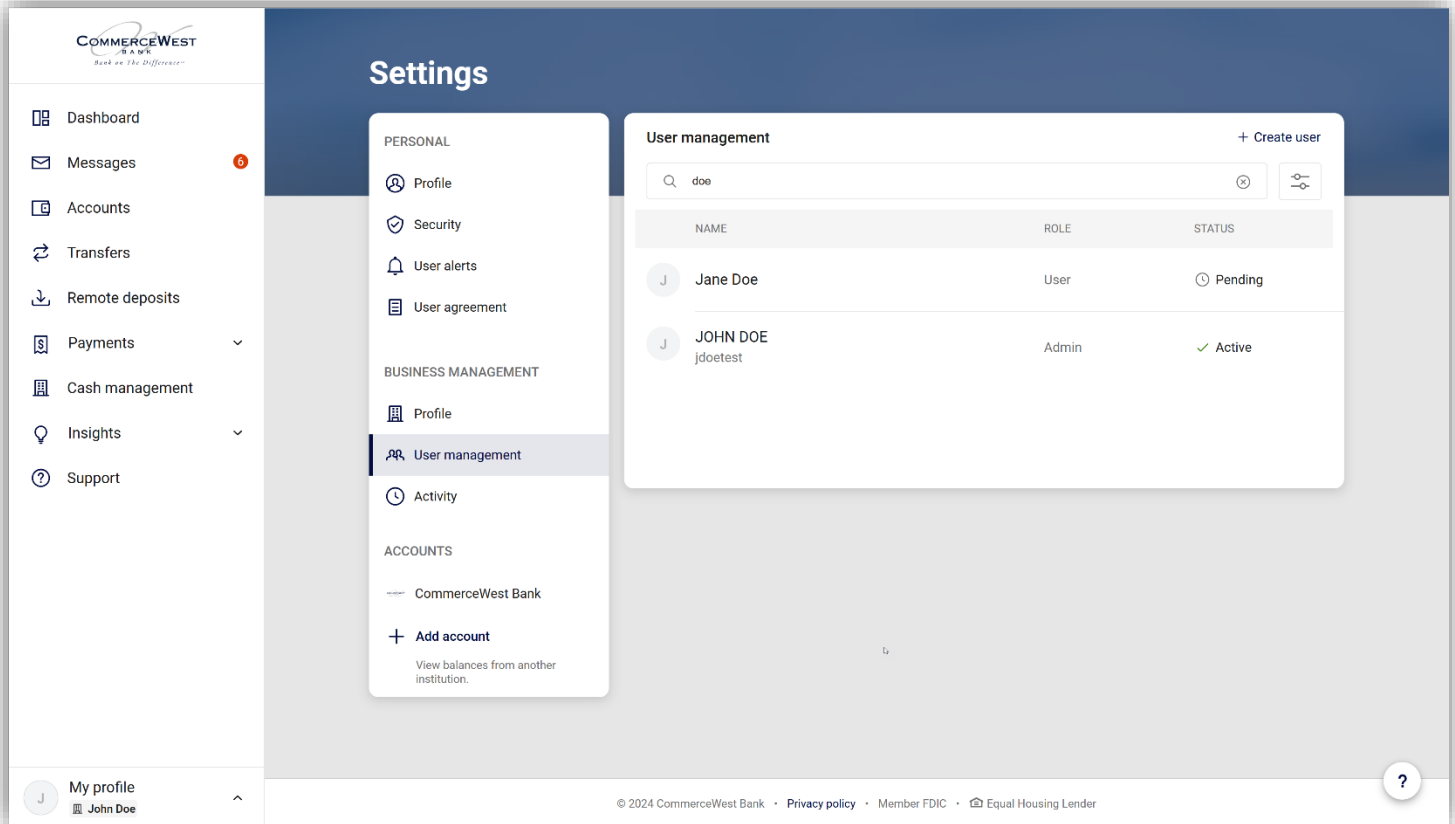 COMMERCEWEST
BANK
Bank on The Difference℠
Dashboard
Messages
6
Accounts
Transfers
Remote deposits
Payments
Cash management
Insights
Support
J
My profile
John Doe
Settings
PERSONAL
Profile
Security
User alerts
User agreement
BUSINESS MANAGEMENT
Profile
User management
Activity
ACCOUNTS
CommerceWest Bank
+ Add account
View balances from another
institution.
User management
+ Create user
doe
NAME ROLE STATUS
J Jane Doe User Pending
J JOHN DOE Admin Active
jdoetest
?
© 2024 CommerceWest Bank • Privacy policy • Member FDIC • Equal Housing Lender